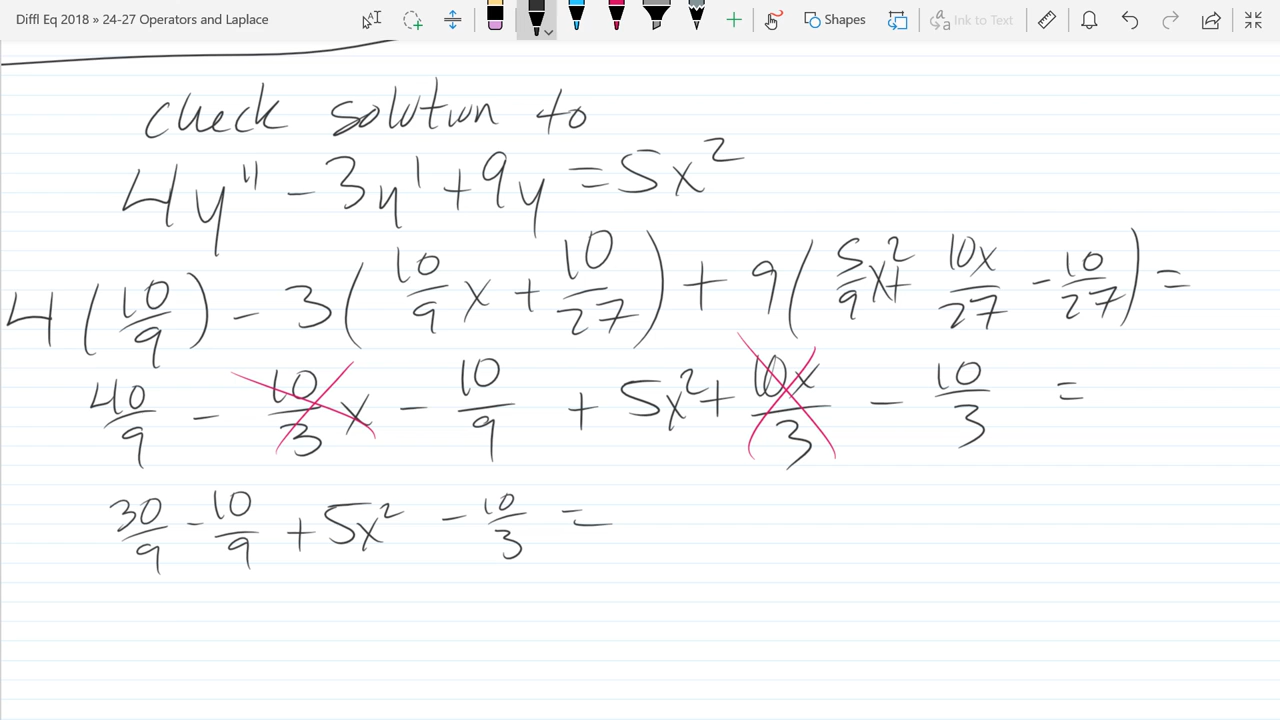 Diffl Eq 2018 » 24-27 Operators and Laplace Shapes Ink to Text
check solution to
4y'' - 3y' + 9y = 5x²
4(10/9) - 3(10/9 x + 10/27) + 9(5/9 x² + 10x/27 - 10/27) =
40/9 - 10/3 x - 10/9 + 5x² + 10x/3 - 10/3 =
30/9 - 10/9 + 5x² - 10/3 =